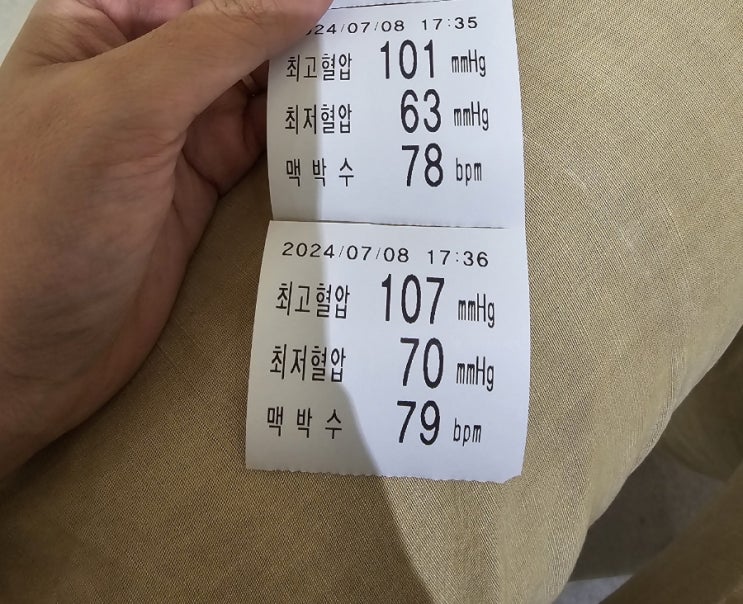 24/07/08 17:35
최고혈압 101 mmHg
최저혈압 63 mmHg
맥박수 78 bpm
2024/07/08 17:36
최고혈압 107 mmHg
최저혈압 70 mmHg
맥박수 79 bpm